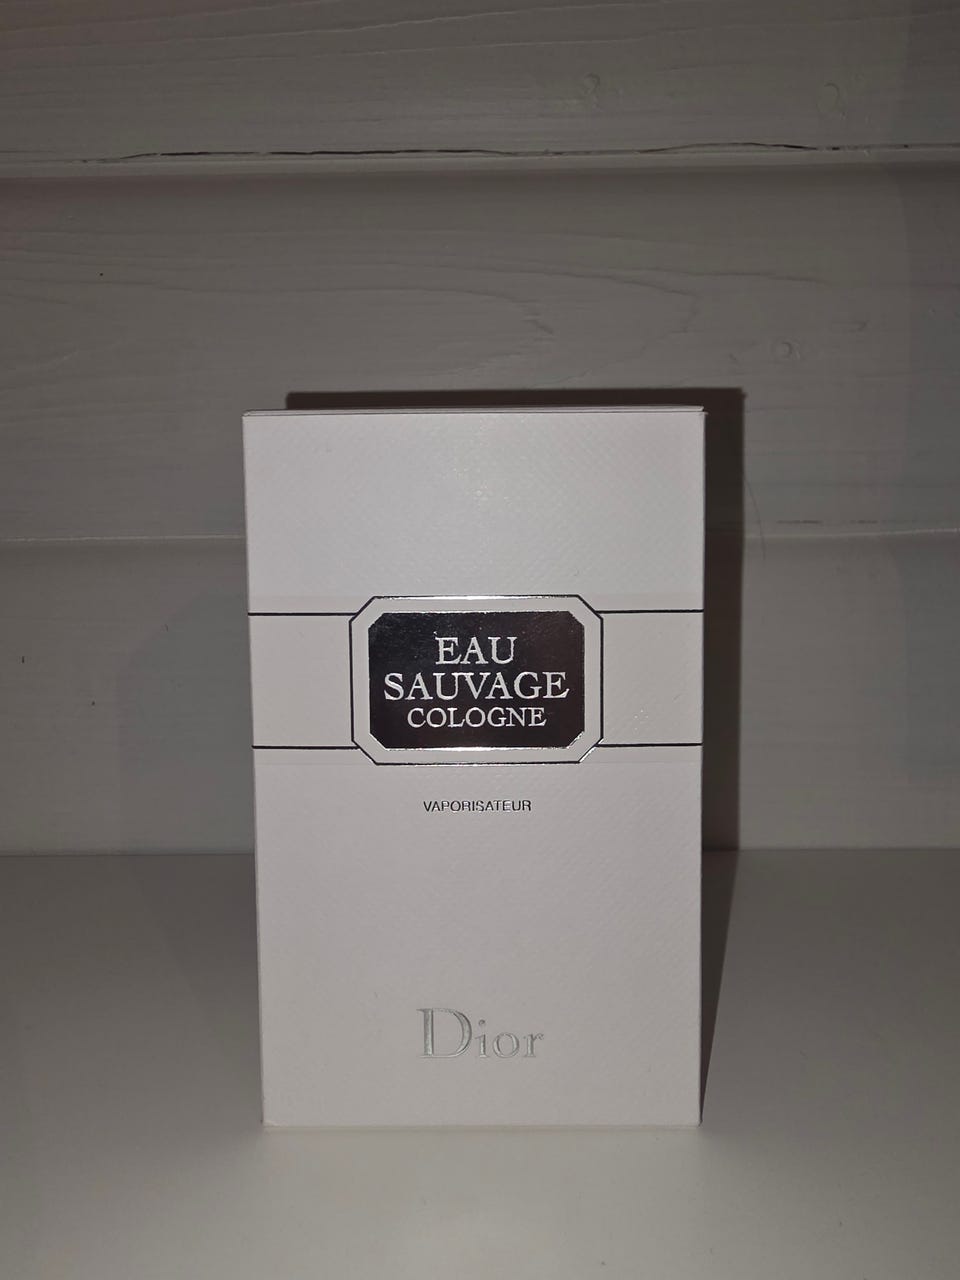 EAU
SAUVAGE
COLOGNE
VAPORISATEUR
Dior